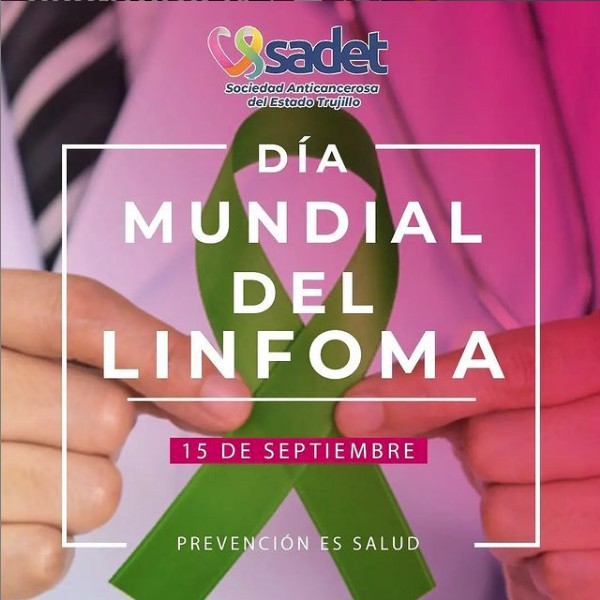 sadet
Sociedad Anticancerosa
del Estado Trujillo
DÍA
MUNDIAL
DEL
LINFOMA
15 DE SEPTIEMBRE
PREVENCIÓN ES SALUD